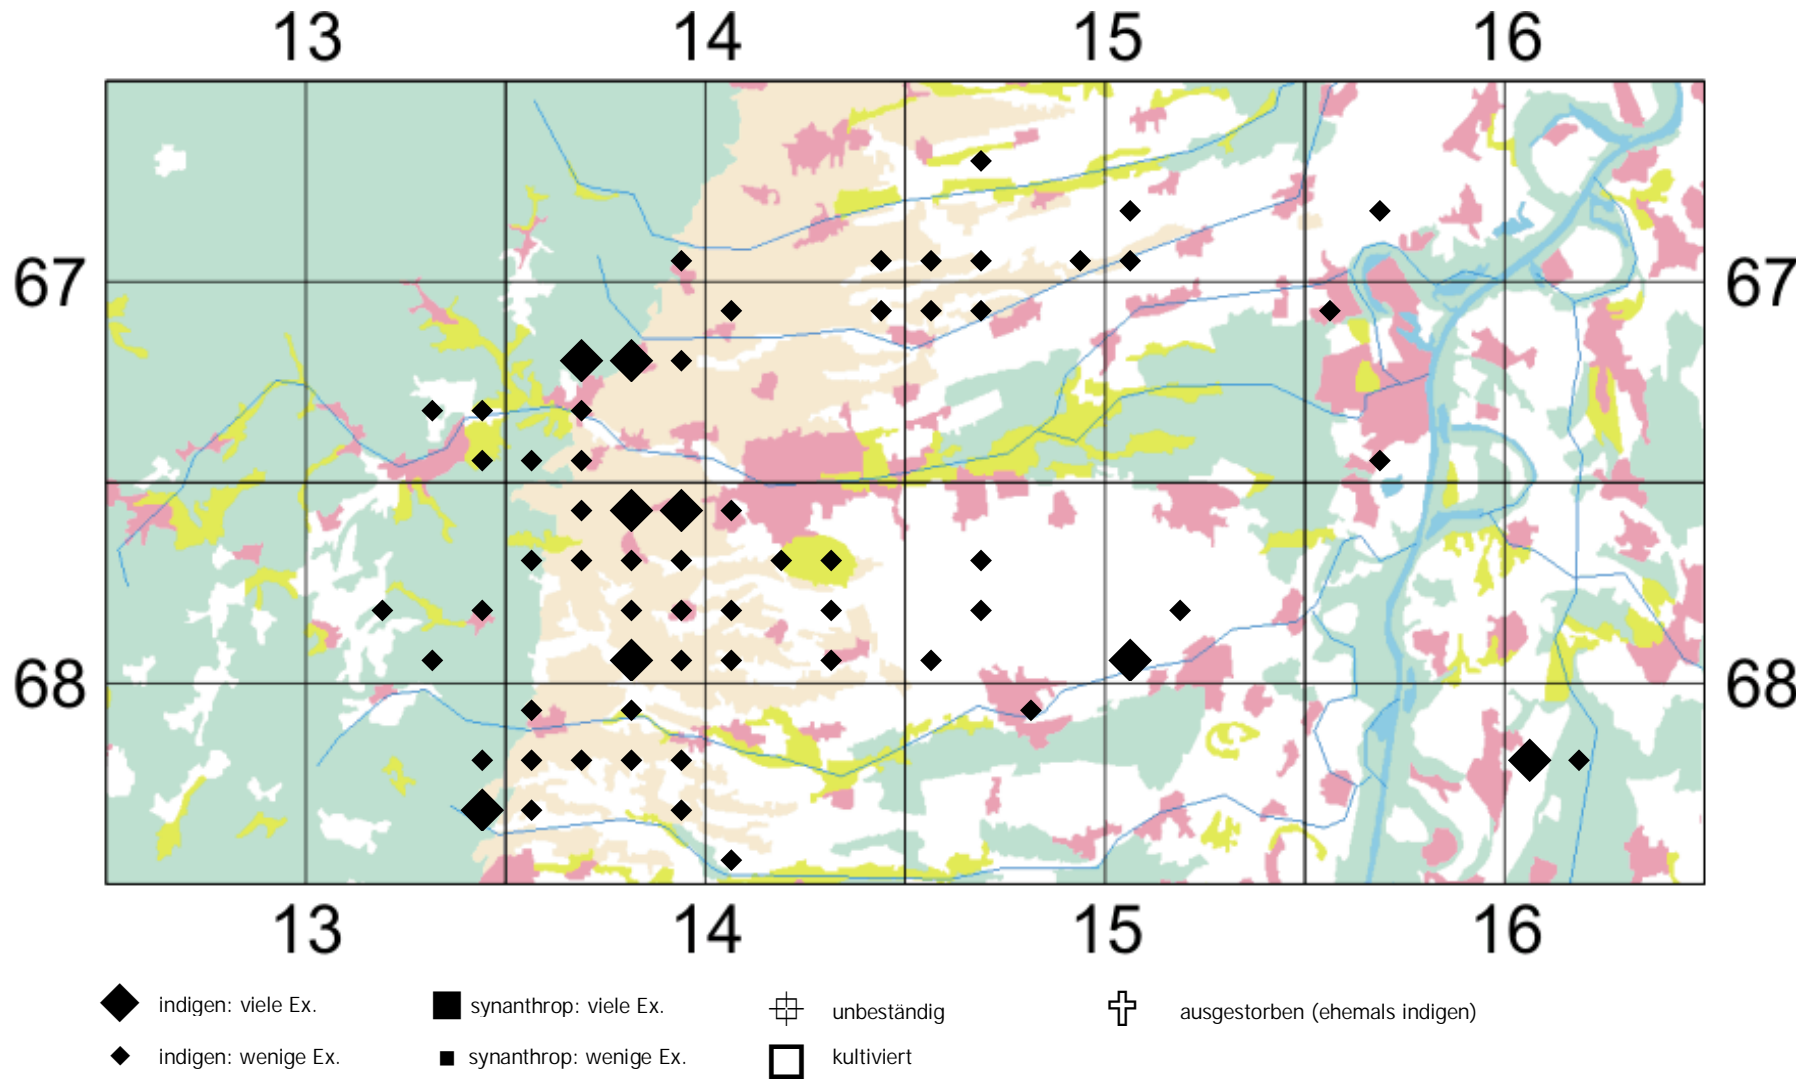 13 14 15 16
67 67
68 68
13 14 15 16
indigen: viele Ex. synanthrop: viele Ex. unbeständig ausgestorben (ehemals indigen)
indigen: wenige Ex. synanthrop: wenige Ex. kultiviert